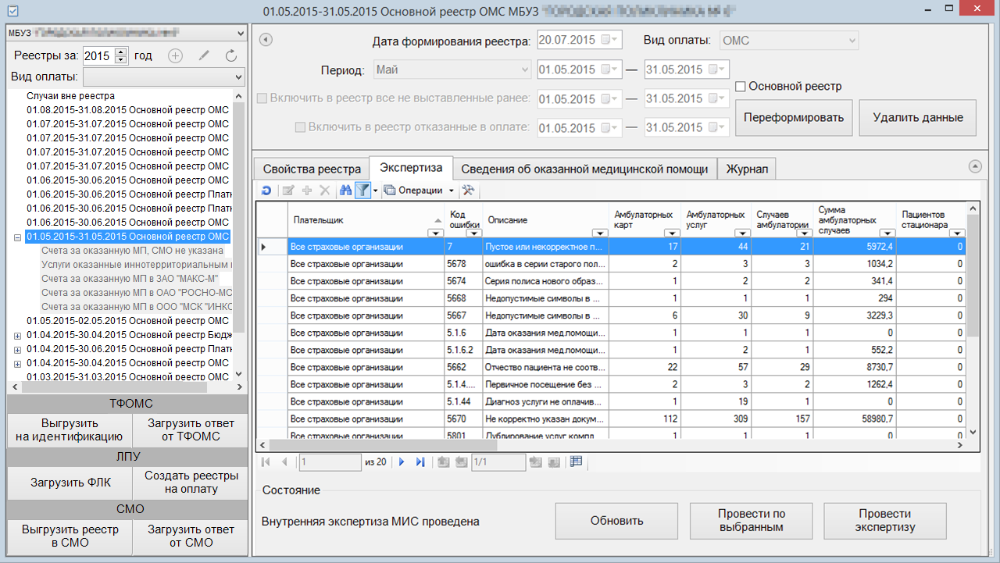 01.05.2015-31.05.2015 Основной реестр ОМС МБУЗ
МБУЗ
Реестры за: 2015 год
Вид оплаты:
Случаи вне реестра
01.08.2015-31.08.2015 Основной реестр ОМС
01.07.2015-31.07.2015 Основной реестр ОМС
01.07.2015-31.07.2015 Основной реестр ОМС
01.07.2015-31.07.2015 Основной реестр ОМС
01.07.2015-31.07.2015 Основной реестр ОМС
01.06.2015-30.06.2015 Основной реестр ОМС
01.06.2015-30.06.2015 Основной реестр Плат
01.06.2015-30.06.2015 Основной реестр Плат
01.06.2015-30.06.2015 Основной реестр ОМС
01.05.2015-31.05.2015 Основной реестр ОМС
Счета за оказанную МП, СМО не указана
Услуги оказанные иннотерриториальным
Счета за оказанную МП в ЗАО "МАКС-М"
Счета за оказанную МП в ОАО "РОСНО-МС
Счета за оказанную МП в ООО "МСК "ИНКО
01.05.2015-02.05.2015 Основной реестр ОМС
01.04.2015-30.04.2015 Основной реестр Бюдж
01.04.2015-30.06.2015 Основной реестр Плат
01.04.2015-30.04.2015 Основной реестр ОМС
01.03.2015-31.03.2015 Основной реестр ОМС
ТФОМС
Выгрузить
на идентификацию
Загрузить ответ
от ТФОМС
ЛПУ
Загрузить ФЛК
Создать реестры
на оплату
СМО
Выгрузить реестр
в СМО
Загрузить ответ
от СМО
Дата формирования реестра: 20.07.2015 Вид оплаты: ОМС
Период: Май 01.05.2015 — 31.05.2015
Основной реестр
Включить в реестр все не выставленные ранее: 01.05.2015 — 31.05.2015
Включить в реестр отказанные в оплате: 01.05.2015 — 31.05.2015
Переформировать Удалить данные
Свойства реестра Экспертиза Сведения об оказанной медицинской помощи Журнал
Операции
Плательщик
Код
ошибки
Описание
Амбулаторных
карт
Амбулаторных
услуг
Случаев
амбулатории
Сумма
амбулаторных
случаев
Пациентов
стационара
Все страховые организации 7 Пустое или некорректное п... 17 44 21 5972,4 0
Все страховые организации 5678 ошибка в серии старого пол... 2 3 3 1034,2 0
Все страховые организации 5674 Серия полиса нового образ... 1 2 2 341,4 0
Все страховые организации 5668 Недопустимые символы в ... 1 1 1 294 0
Все страховые организации 5667 Недопустимые символы в ... 6 30 9 3229,3 0
Все страховые организации 5.1.6 Дата оказания мед.помощи... 1 1 1 0 0
Все страховые организации 5.1.6.2 Дата оказания мед.помощи... 1 2 1 552,2 0
Все страховые организации 5662 Отчество пациента не соотв... 22 57 29 8730,7 0
Все страховые организации 5.1.4.... Первичное посещение без ... 2 3 2 1262,4 0
Все страховые организации 5.1.44 Диагноз услуги не оплачив... 1 19 1 0 0
Все страховые организации 5670 Не корректно указан докум... 112 309 157 58980,7 0
Все страховые организации 5801 Дублирование услуг компл 1 1 1 0 0
1 из 20 1/1
Состояние
Внутренняя экспертиза МИС проведена
Обновить
Провести по
выбранным
Провести
экспертизу